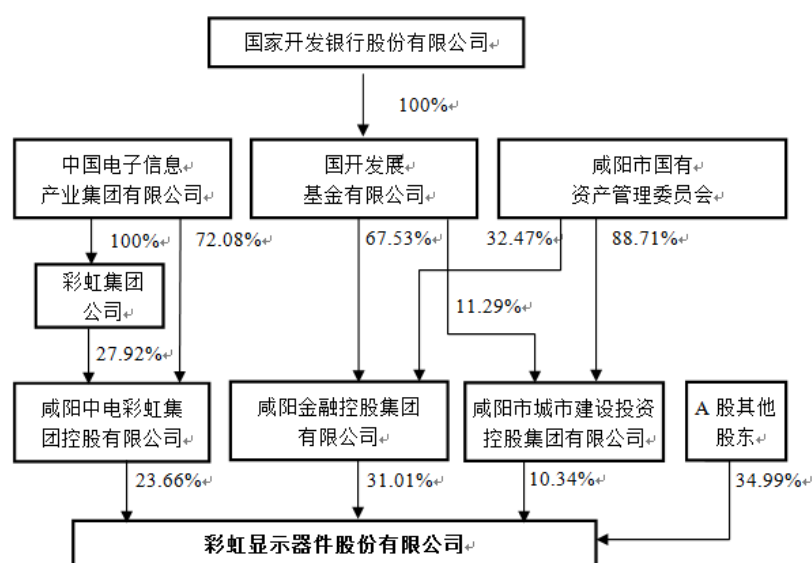 国家开发银行股份有限公司
100%
中国电子信息
产业集团有限公司
国开发展
基金有限公司
咸阳市国有
资产管理委员会
100%
72.08%
67.53%
32.47%
88.71%
彩虹集团
公司
11.29%
27.92%
咸阳中电彩虹集
团控股有限公司
咸阳金融控股集团
有限公司
咸阳市城市建设投资
控股集团有限公司
A 股其他
股东
23.66%
31.01%
10.34%
34.99%
彩虹显示器件股份有限公司